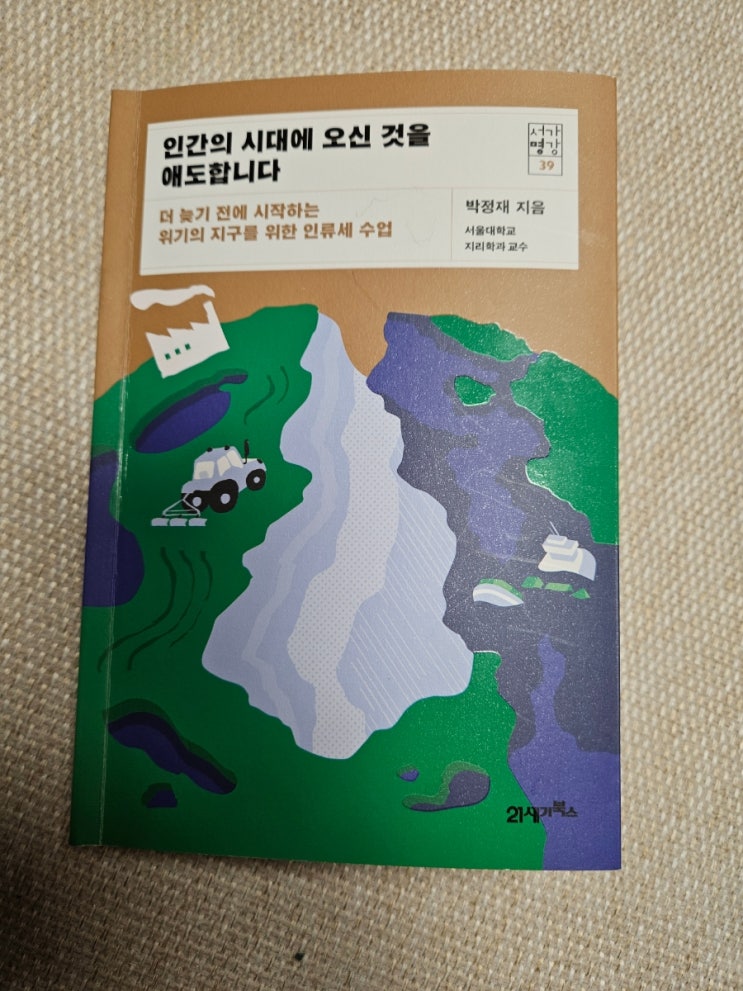 인간의 시대에 오신 것을
애도합니다
더 늦기 전에 시작하는
위기의 지구를 위한 인류세 수업
서가
명강
39
박정재 지음
서울대학교
지리학과 교수
21세기북스